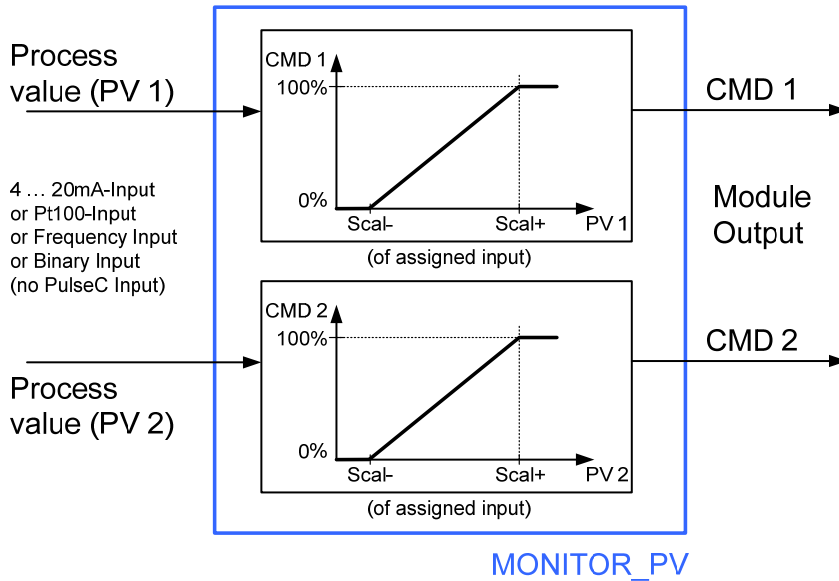 Process
value (PV 1)
4 ... 20mA-Input
or Pt100-Input
or Frequency Input
or Binary Input
(no PulseC Input)
Process
value (PV 2)
CMD 1
100%
0%
Scal-
Scal+
PV 1
(of assigned input)
CMD 2
100%
0%
Scal-
Scal+
PV 2
(of assigned input)
CMD 1
Module
Output
CMD 2
MONITOR_PV